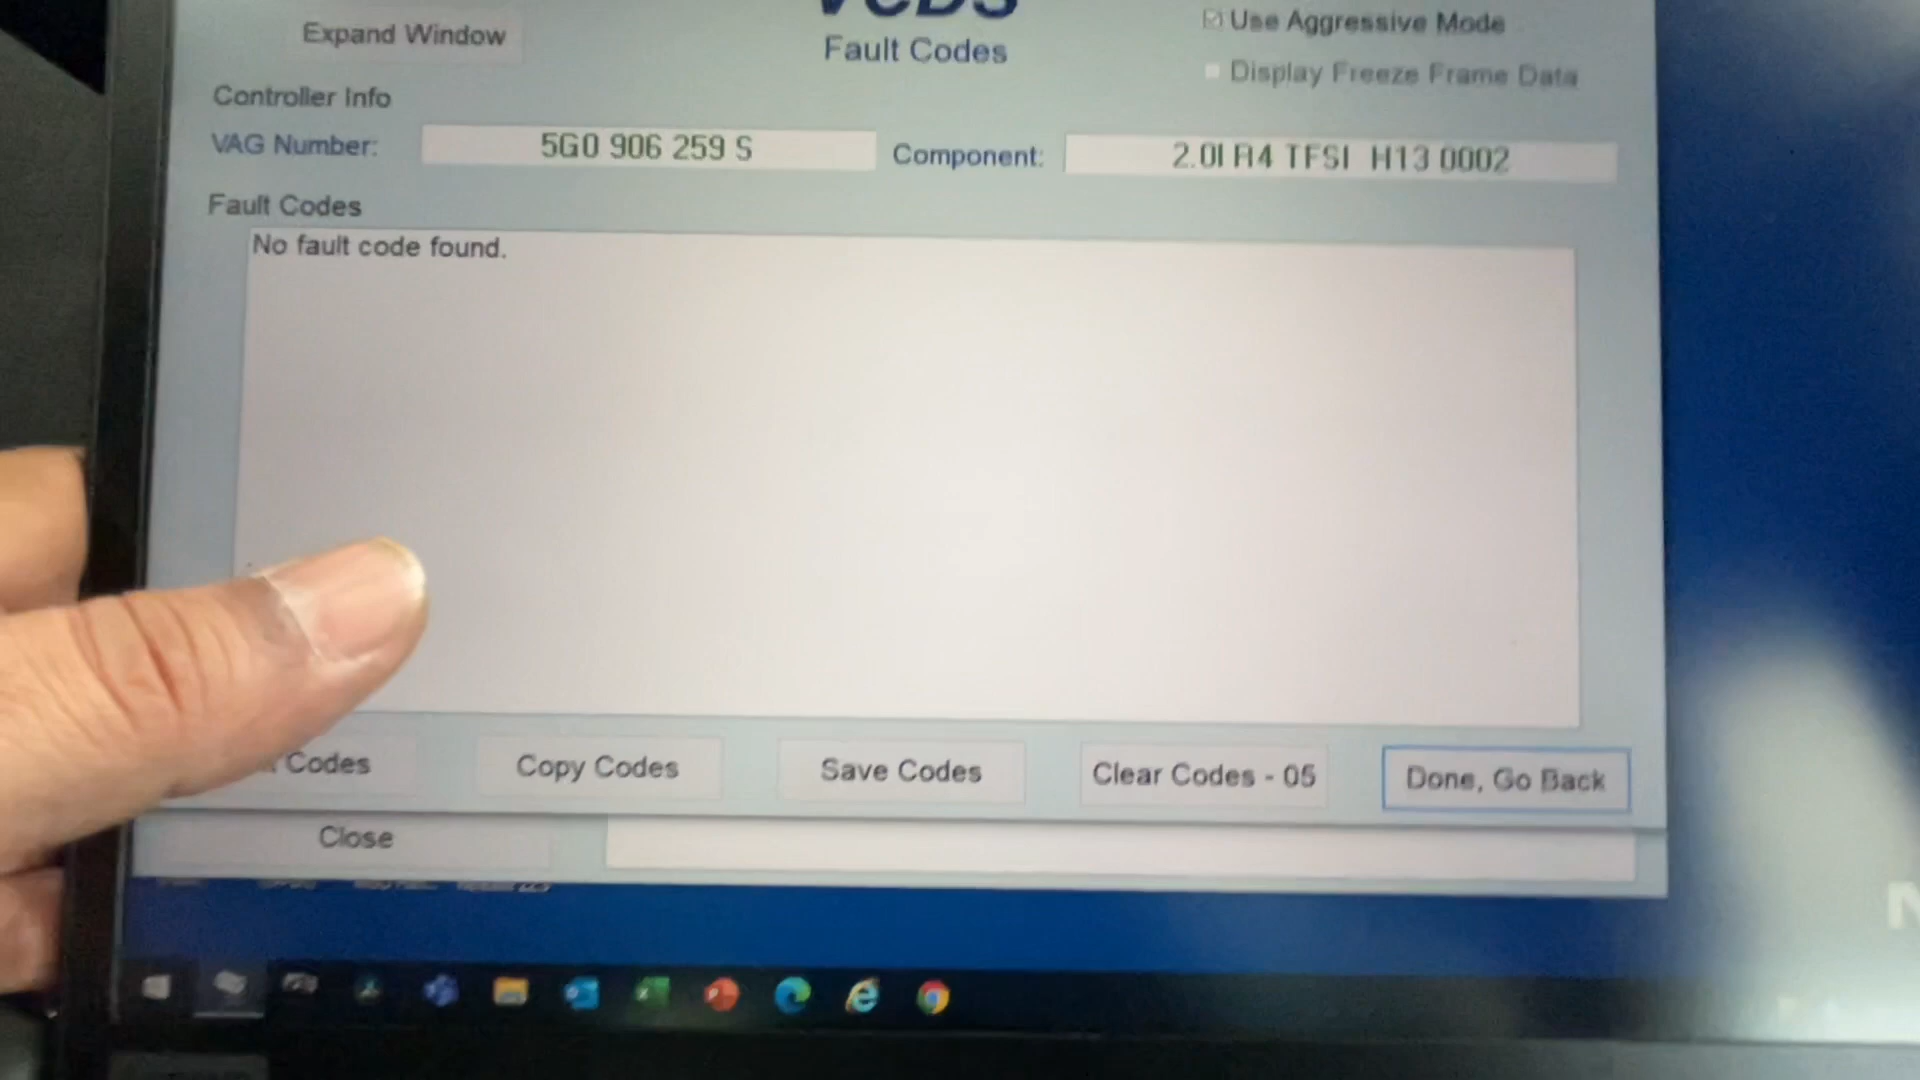 VCDS
Expand Window
Fault Codes
Use Aggressive Mode
Display Freeze Frame Data
Controller Info
VAG Number:
5G0 906 259 S
Component:
2.0l R4 TFSI H13 0002
Fault Codes
No fault code found.
Codes
Copy Codes
Save Codes
Clear Codes - 05
Done, Go Back
Close